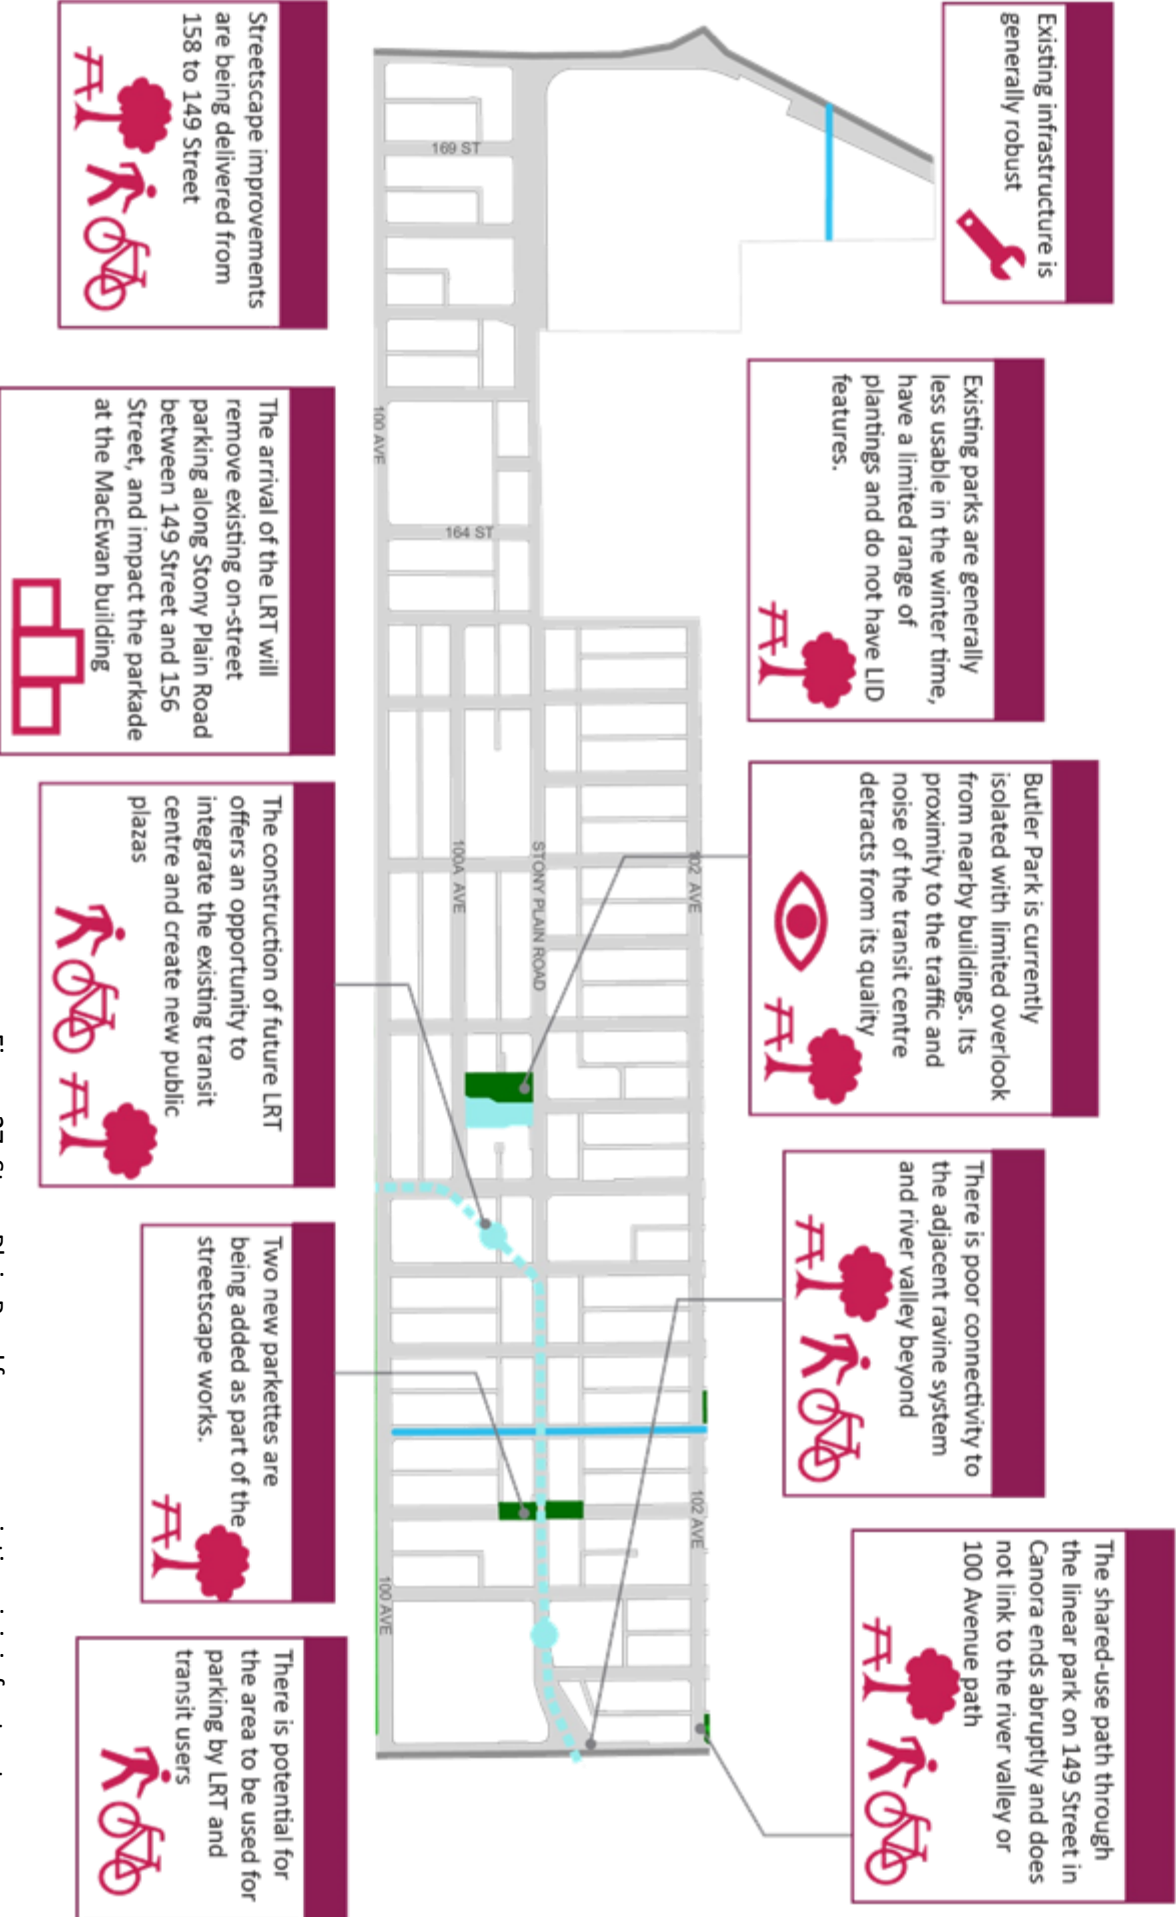 Existing infrastructure is
generally robust
Existing parks are generally
less usable in the winter time,
have a limited range of
plantings and do not have LID
features.
Butler Park is currently
isolated with limited overlook
from nearby buildings. Its
proximity to the traffic and
noise of the transit centre
detracts from its quality
There is poor connectivity to
the adjacent ravine system
and river valley beyond
The shared-use path through
the linear park on 149 Street in
Canora ends abruptly and does
not link to the river valley or
100 Avenue path
102 AVE
102 AVE
STONY PLAIN ROAD
169 ST
164 ST
100A AVE
100 AVE
100 AVE
Streetscape improvements
are being delivered from
158 to 149 Street
The arrival of the LRT will
remove existing on-street
parking along Stony Plain Road
between 149 Street and 156
Street, and impact the parkade
at the MacEwan building
The construction of future LRT
offers an opportunity to
integrate the existing transit
centre and create new public
plazas
Two new parkettes are
being added as part of the
streetscape works.
There is potential for
the area to be used for
parking by LRT and
transit users